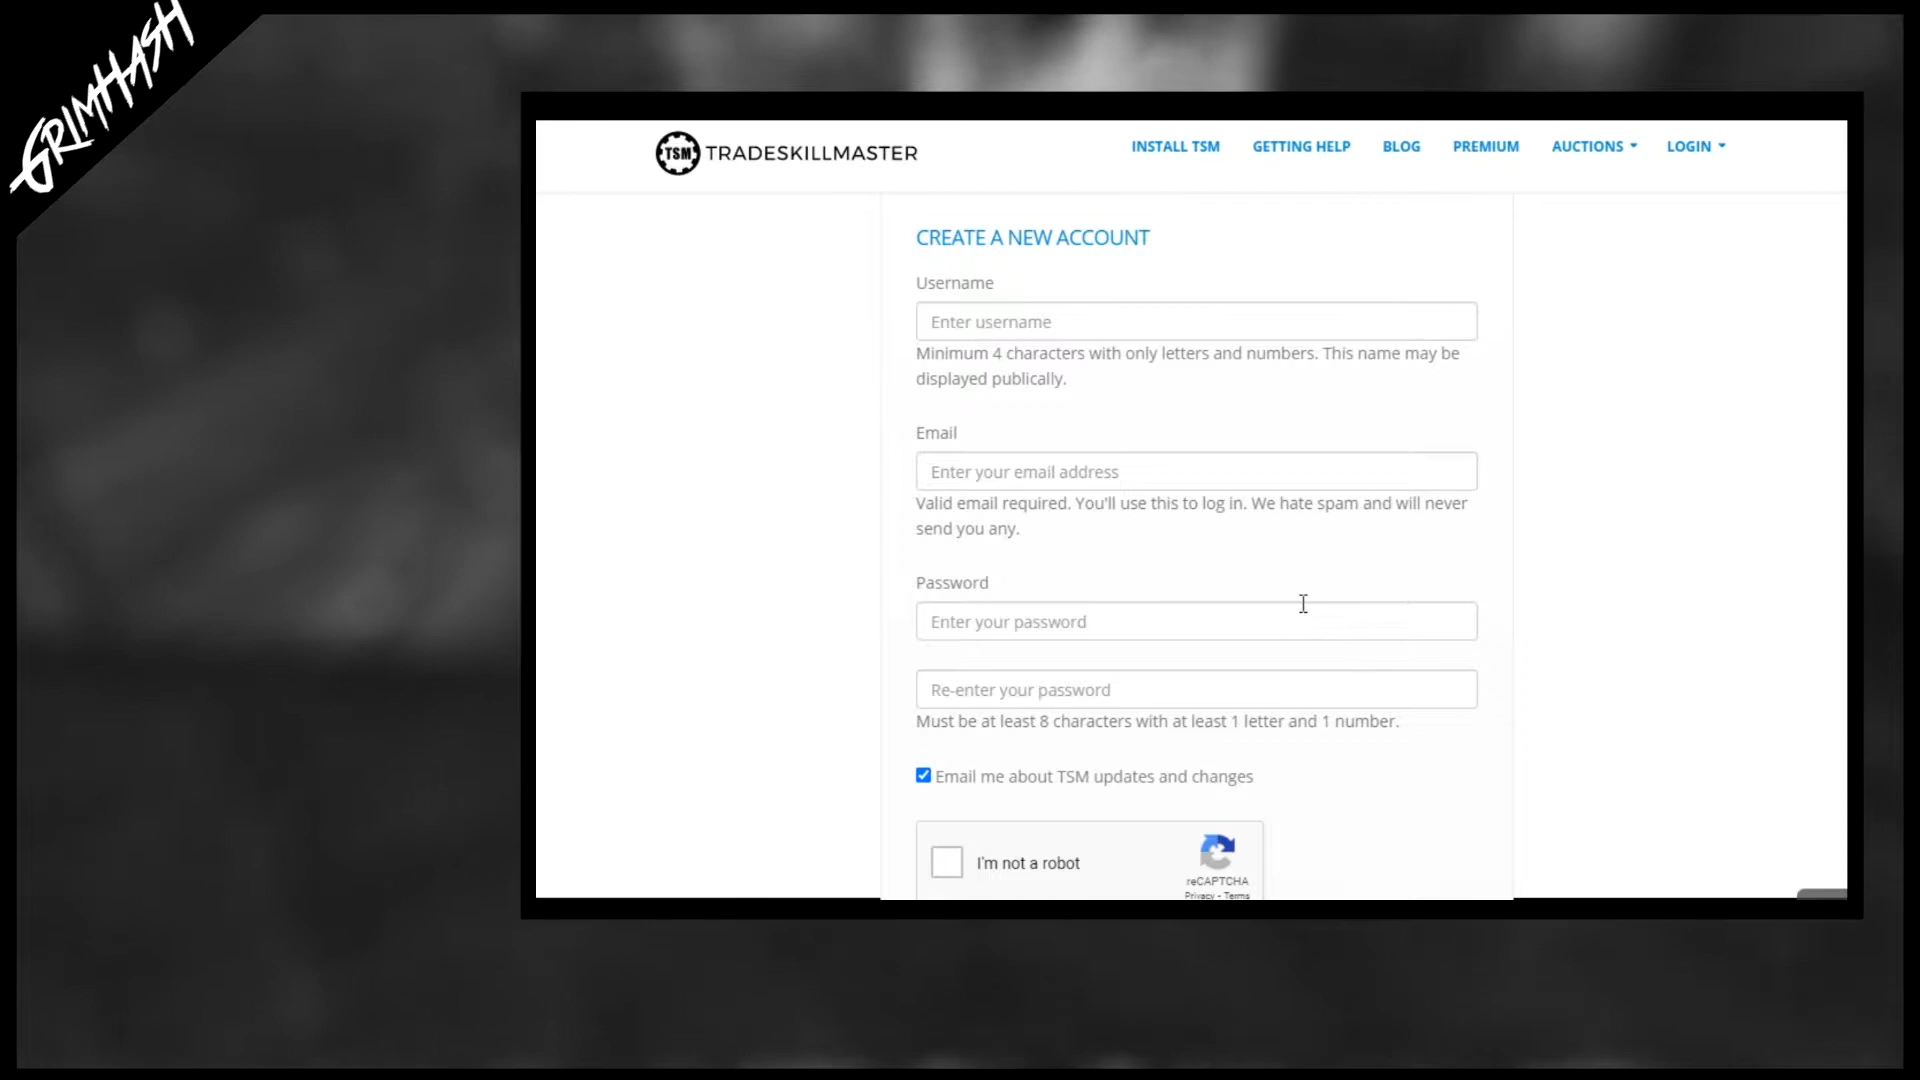 GRIMHASH
TSM TRADESKILLMASTER
INSTALL TSM GETTING HELP BLOG PREMIUM AUCTIONS LOGIN
CREATE A NEW ACCOUNT
Username
Enter username
Minimum 4 characters with only letters and numbers. This name may be
displayed publically.
Email
Enter your email address
Valid email required. You'll use this to log in. We hate spam and will never
send you any.
Password
Enter your password
Re-enter your password
Must be at least 8 characters with at least 1 letter and 1 number.
Email me about TSM updates and changes
I'm not a robot
reCAPTCHA
Privacy - Terms